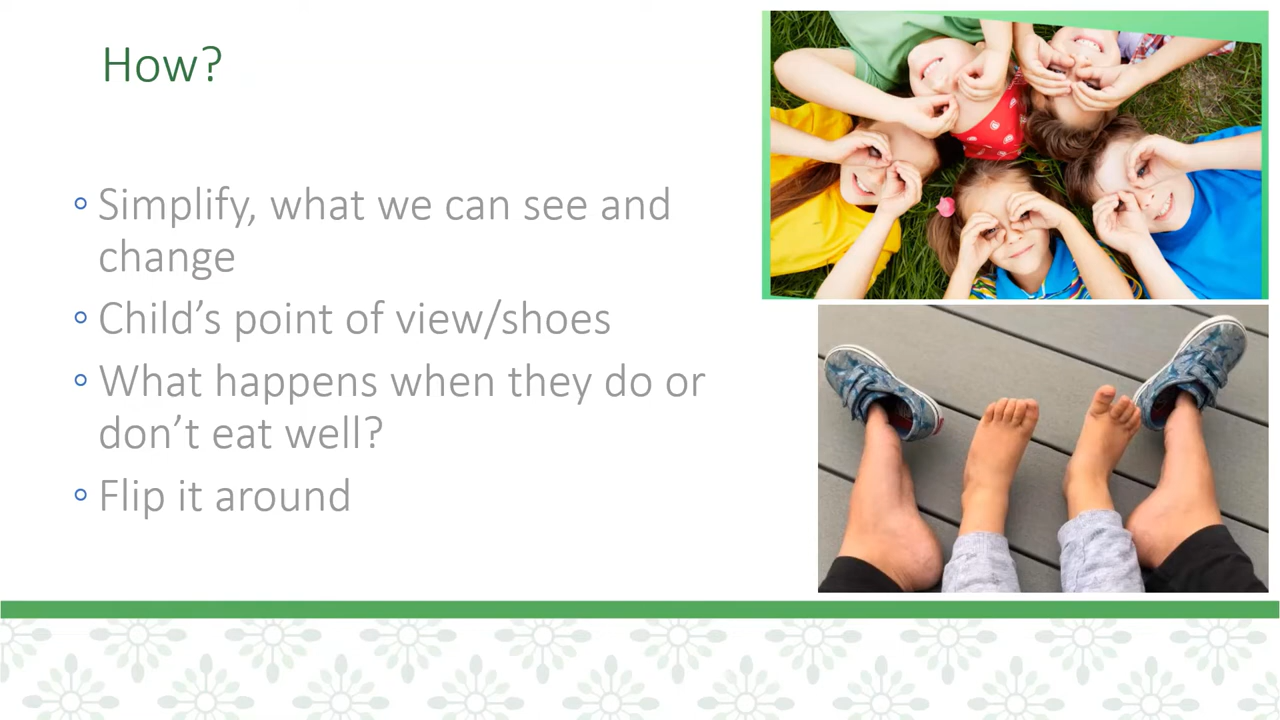 How?
Simplify, what we can see and
change
Child’s point of view/shoes
What happens when they do or
don’t eat well?
Flip it around